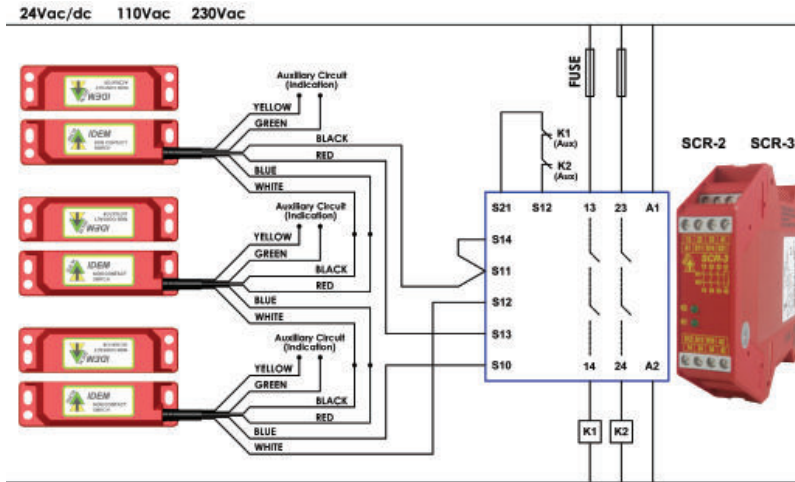 24Vac/dc 110Vac 230Vac
Auxiliary Circuit
(Indication)
YELLOW
GREEN
BLACK
RED
BLUE
WHITE
IDEM
IDEM
Auxiliary Circuit
(Indication)
YELLOW
GREEN
BLACK
RED
BLUE
WHITE
IDEM
IDEM
Auxiliary Circuit
(Indication)
YELLOW
GREEN
BLACK
RED
BLUE
WHITE
IDEM
IDEM
FUSE
K1
(Aux)
K2
(Aux)
SCR-2 SCR-3
S21 S12 13 23 A1
S14
S11
S12
S13
S10
14 24 A2
K1 K2
SCR-3